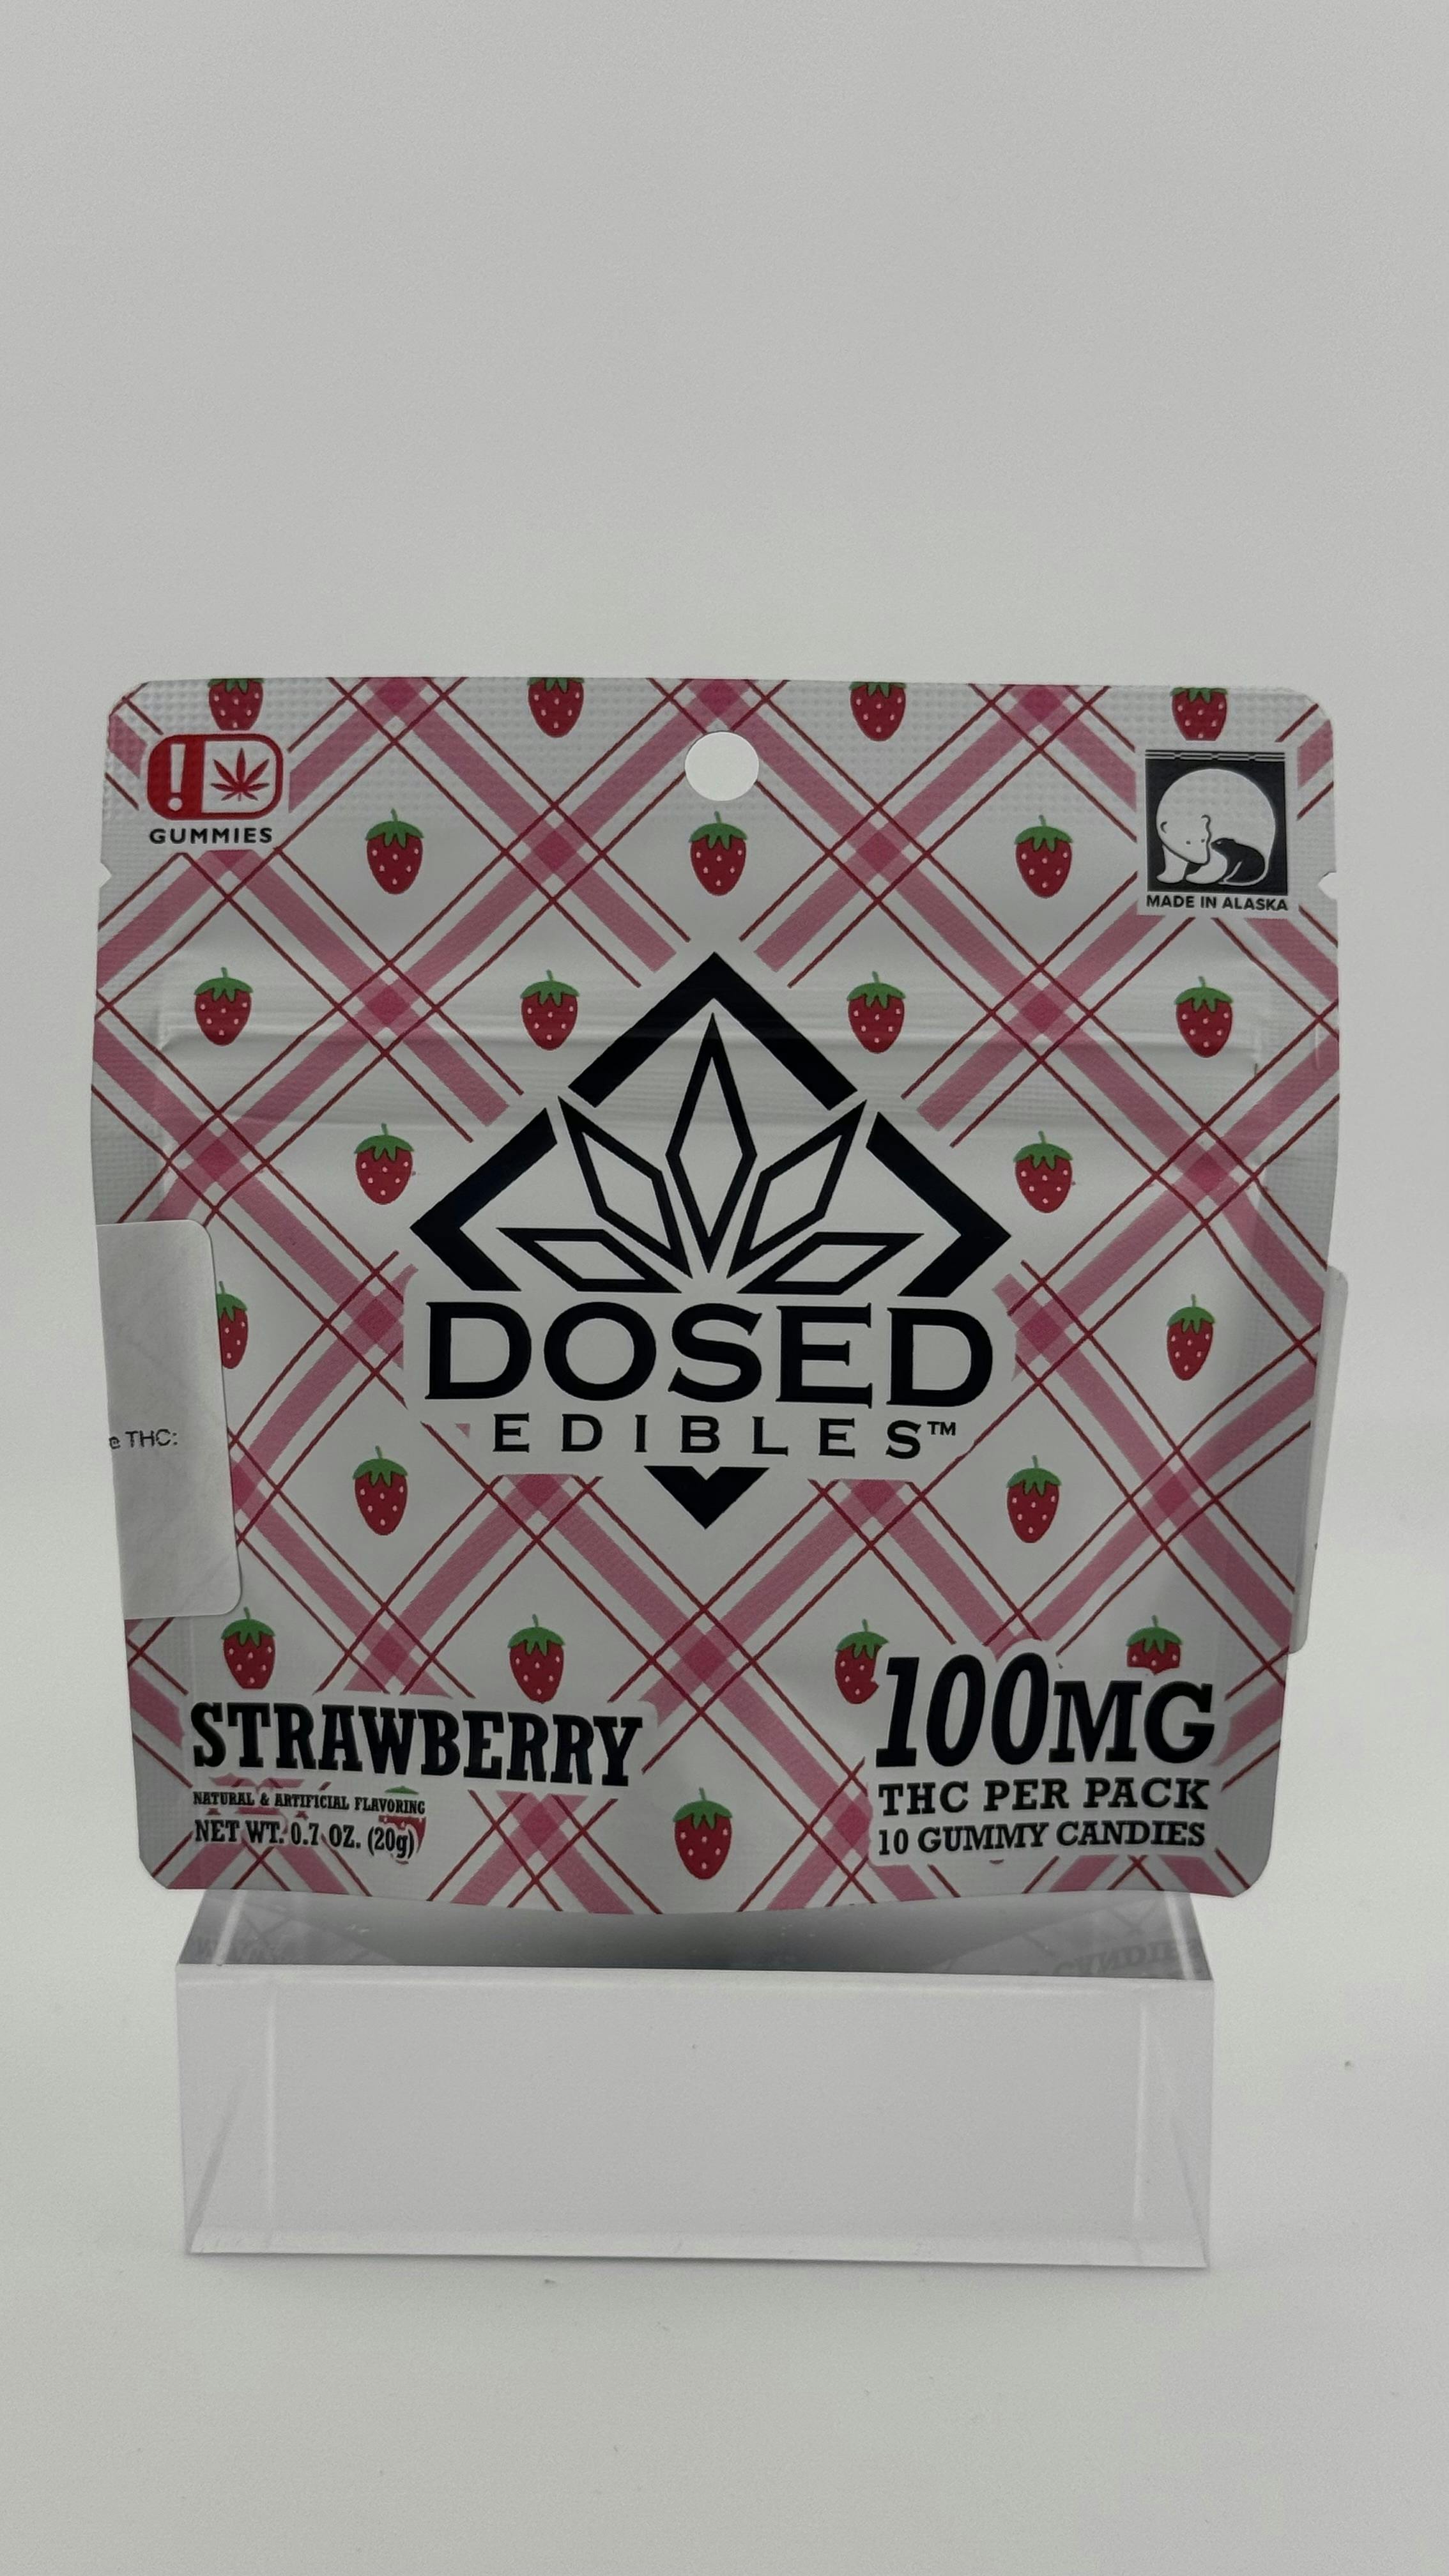 GUMMIES
MADE IN ALASKA
DOSED
EDIBLES™
THC:
STRAWBERRY
NATURAL & ARTIFICIAL FLAVORING
NET WT. 0.7 OZ. (20g)
100MG
THC PER PACK
10 GUMMY CANDIES